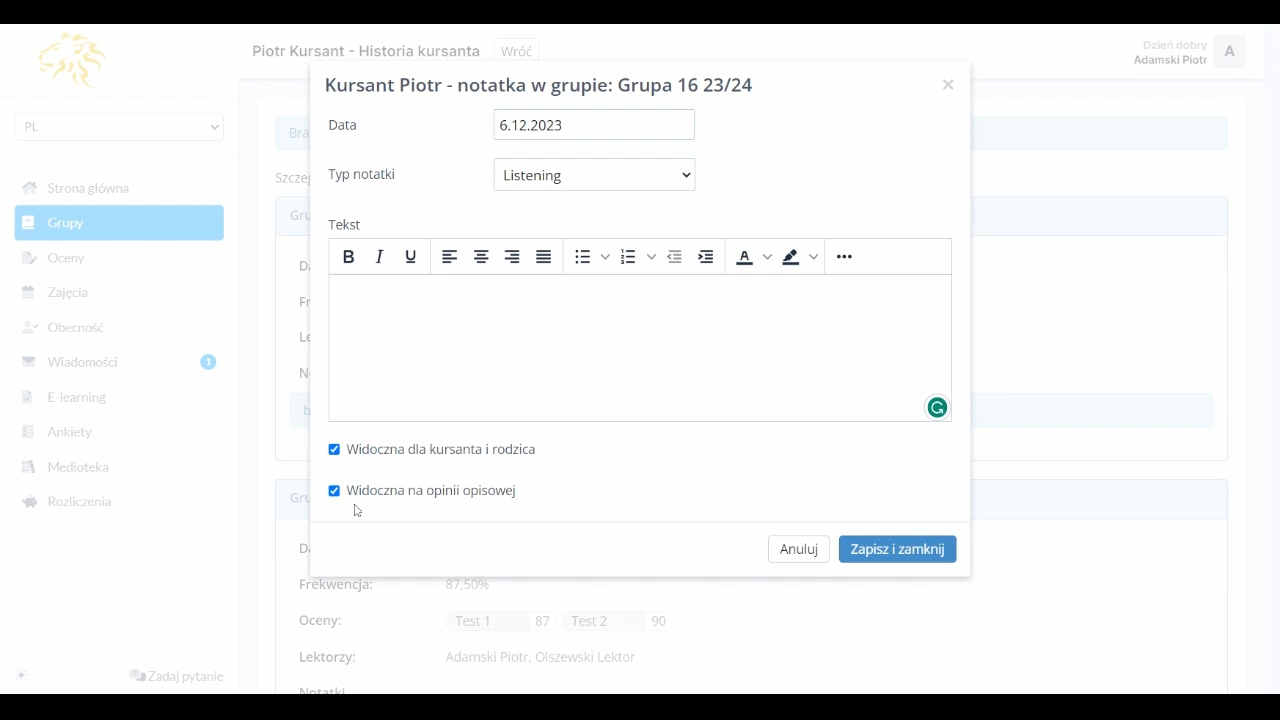 Piotr Kursant - Historia kursanta
Wróć
Dzień dobry
Adamski Piotr
A
PL
Strona główna
Grupy
Oceny
Zajęcia
Obecność
Wiadomości 1
E-learning
Ankiety
Medioteka
Rozliczenia
Zadaj pytanie
Kursant Piotr - notatka w grupie: Grupa 16 23/24
Data 6.12.2023
Typ notatki Listening
Tekst
Widoczna dla kursanta i rodzica
Widoczna na opinii opisowej
Anuluj Zapisz i zamknij
Frekwencja: 87,50%
Oceny: Test 1 87 Test 2 90
Lektorzy: Adamski Piotr, Olszewski Lektor
Notatki